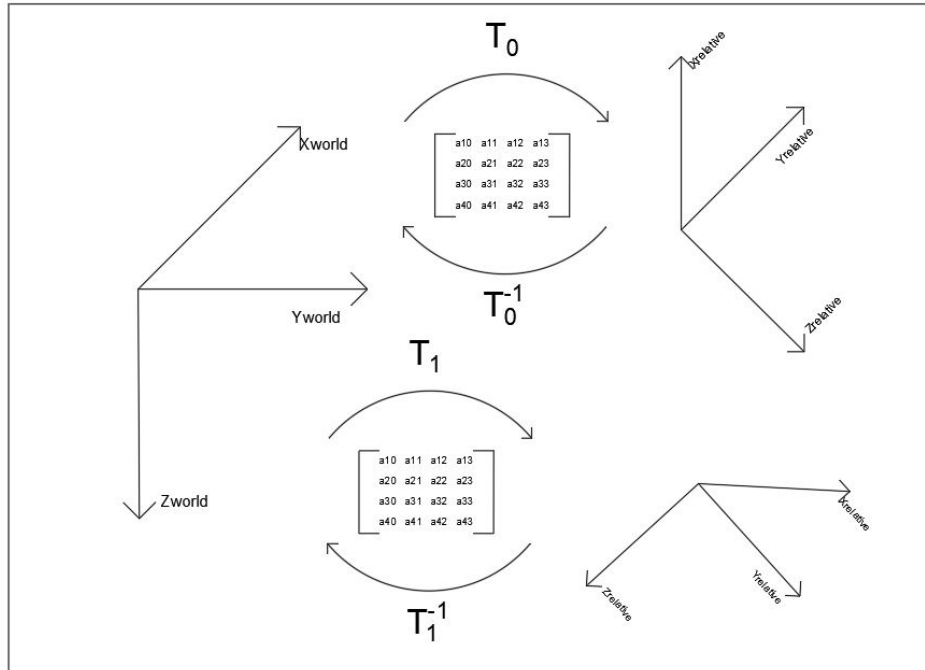 T0
Xrelative
Xworld
a10 a11 a12 a13
a20 a21 a22 a23
a30 a31 a32 a33
a40 a41 a42 a43
Yrelative
Yworld
T0-1
Zrelative
T1
Zworld
a10 a11 a12 a13
a20 a21 a22 a23
a30 a31 a32 a33
a40 a41 a42 a43
Xrelative
Yrelative
Zrelative
T1-1